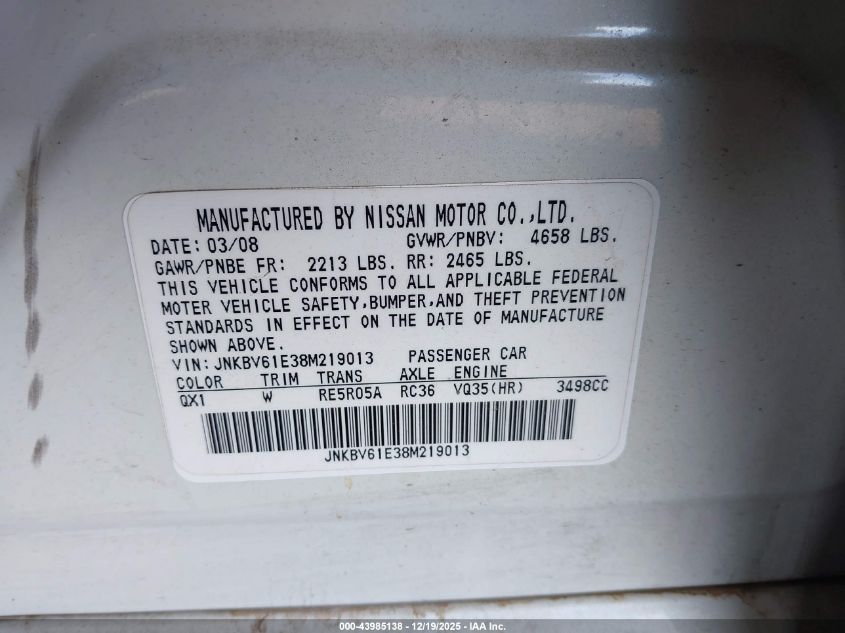 MANUFACTURED BY NISSAN MOTOR CO.,LTD.
DATE: 03/08 GVWR/PNBV: 4658 LBS.
GAWR/PNBE FR: 2213 LBS. RR: 2465 LBS.
THIS VEHICLE CONFORMS TO ALL APPLICABLE FEDERAL
MOTER VEHICLE SAFETY,BUMPER,AND THEFT PREVENTION
STANDARDS IN EFFECT ON THE DATE OF MANUFACTURE
SHOWN ABOVE.
VIN: JNKBV61E38M219013 PASSENGER CAR
COLOR TRIM TRANS AXLE ENGINE
QX1 W RE5R05A RC36 VQ35(HR) 3498CC
JNKBV61E38M219013
000-43985138 - 12/19/2025 - IAA Inc.